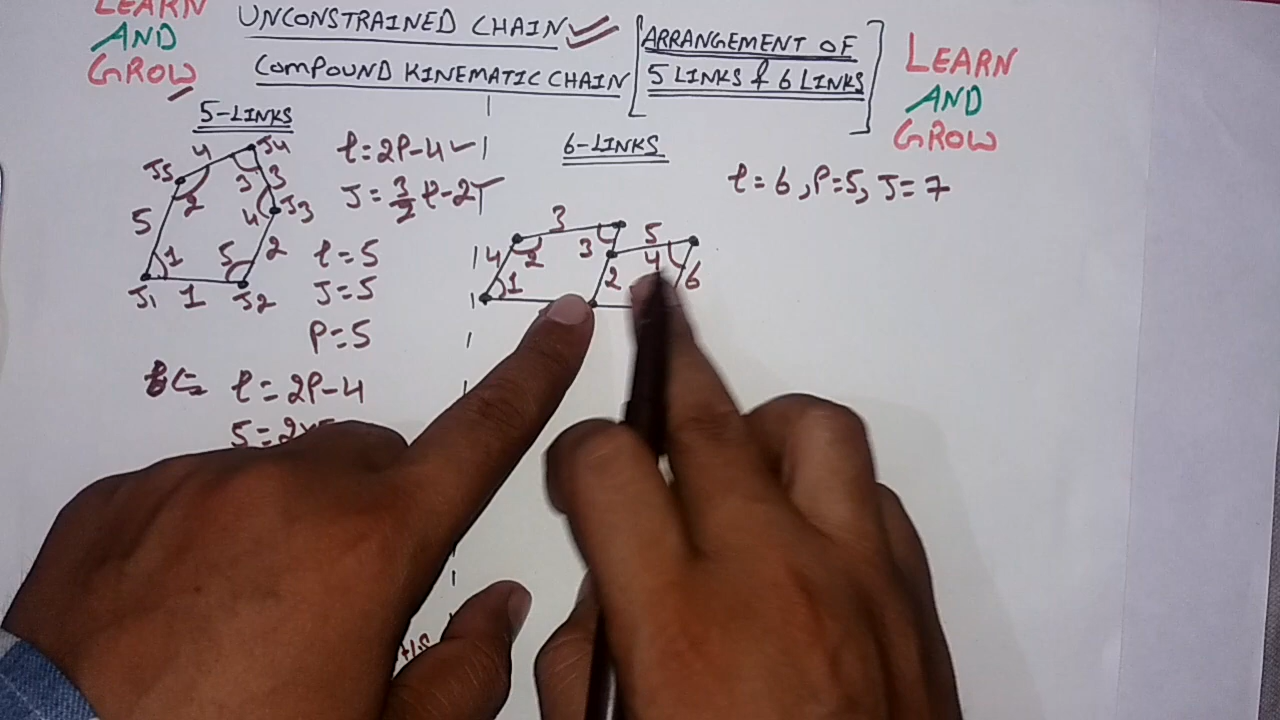 LEARN
AND
GROW
UNCONSTRAINED CHAIN
COMPOUND KINEMATIC CHAIN
ARRANGEMENT OF
5 LINKS & 6 LINKS
LEARN
AND
GROW
5-LINKS
J5 4 J4
3 3
2
5 4 J3
1 5 2
J1 1 J2
l=2P-4
J=3/2 l-2
l=5
J=5
P=5
l=2P-4
5=2×5
6-LINKS
3
4 2 3 5
4
1 2 6
l=6, P=5, J=7